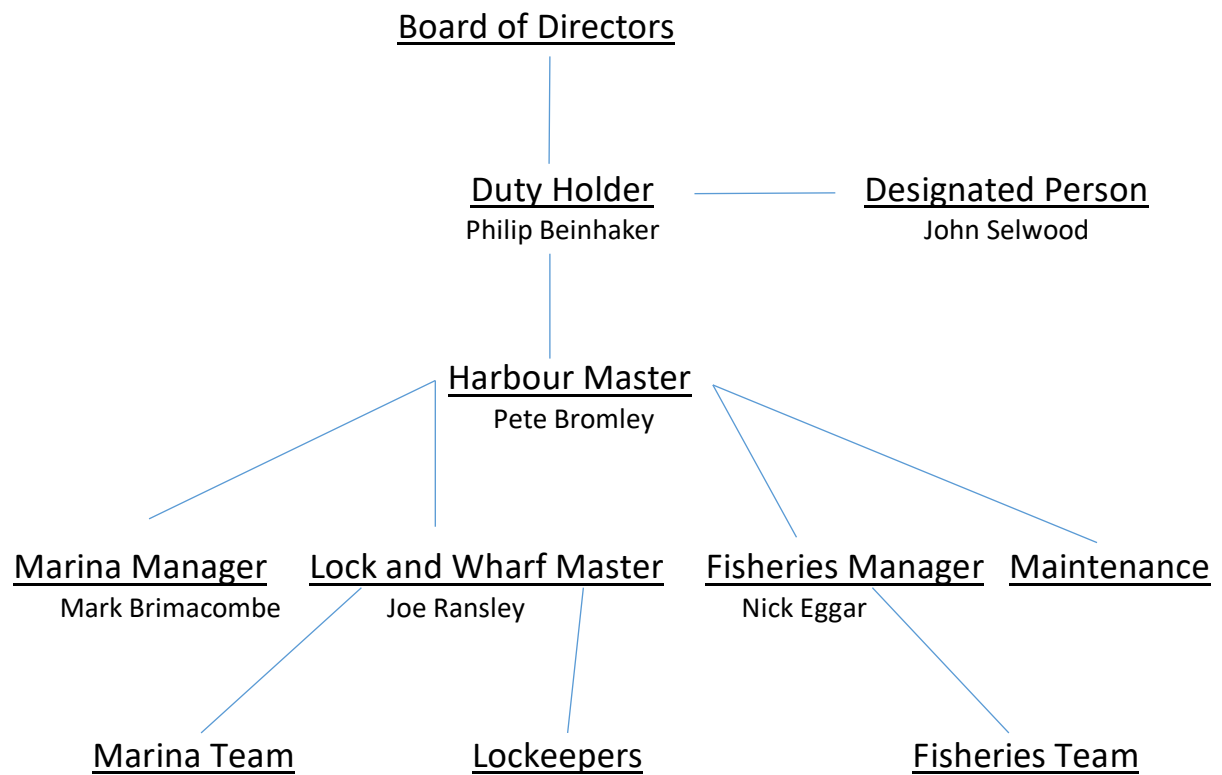 Board of Directors
Duty Holder
Designated Person
Philip Beinhaker
John Selwood
Harbour Master
Pete Bromley
Marina Manager
Lock and Wharf Master
Fisheries Manager
Maintenance
Mark Brimacombe
Joe Ransley
Nick Eggar
Marina Team
Lockeepers
Fisheries Team